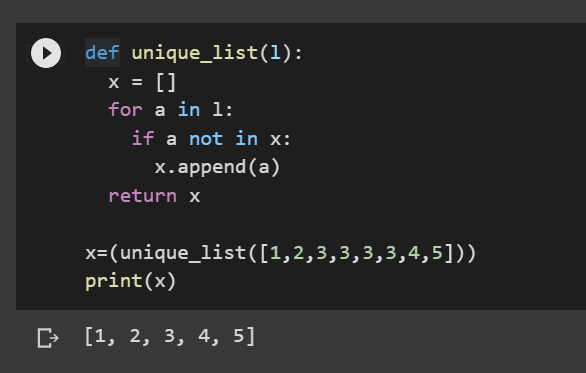 def unique_list(l):
  x = []
  for a in l:
    if a not in x:
      x.append(a)
  return x

x=(unique_list([1,2,3,3,3,3,4,5]))
print(x)
[1, 2, 3, 4, 5]